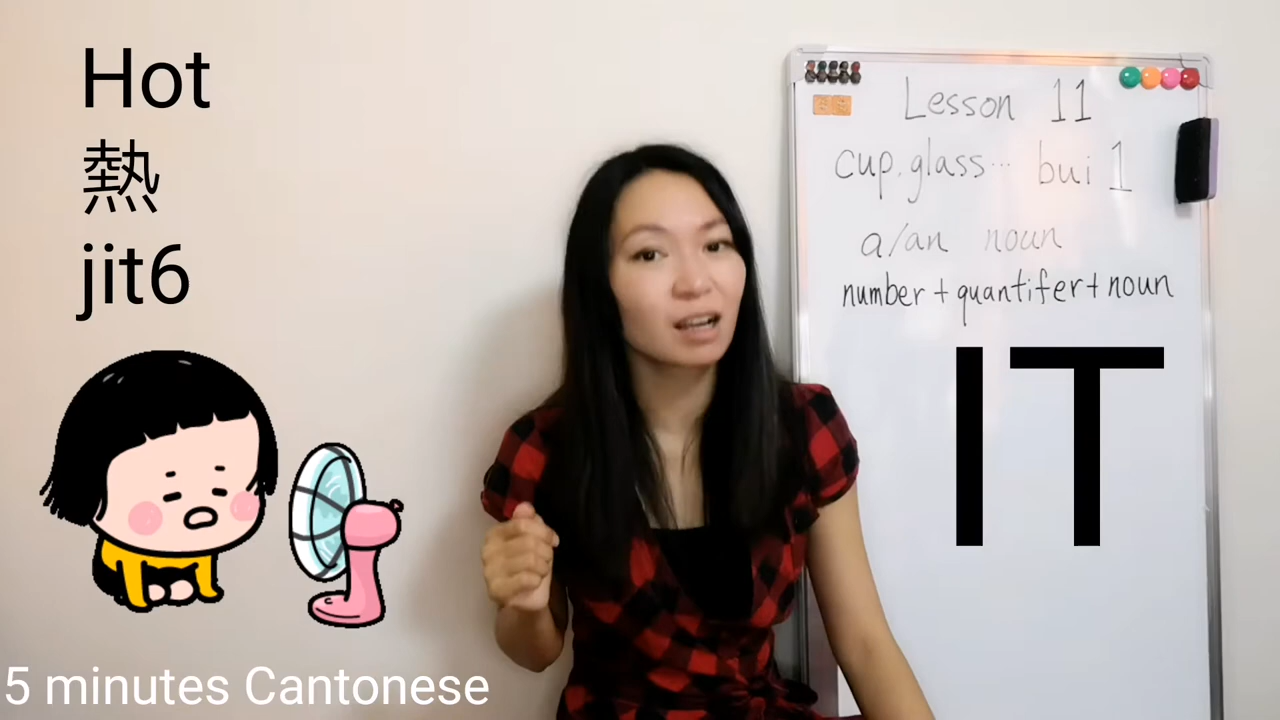 Hot
熱
jit6
Lesson 11
cup, glass... bui 1
a/an noun
number + quantifer + noun
IT
5 minutes Cantonese